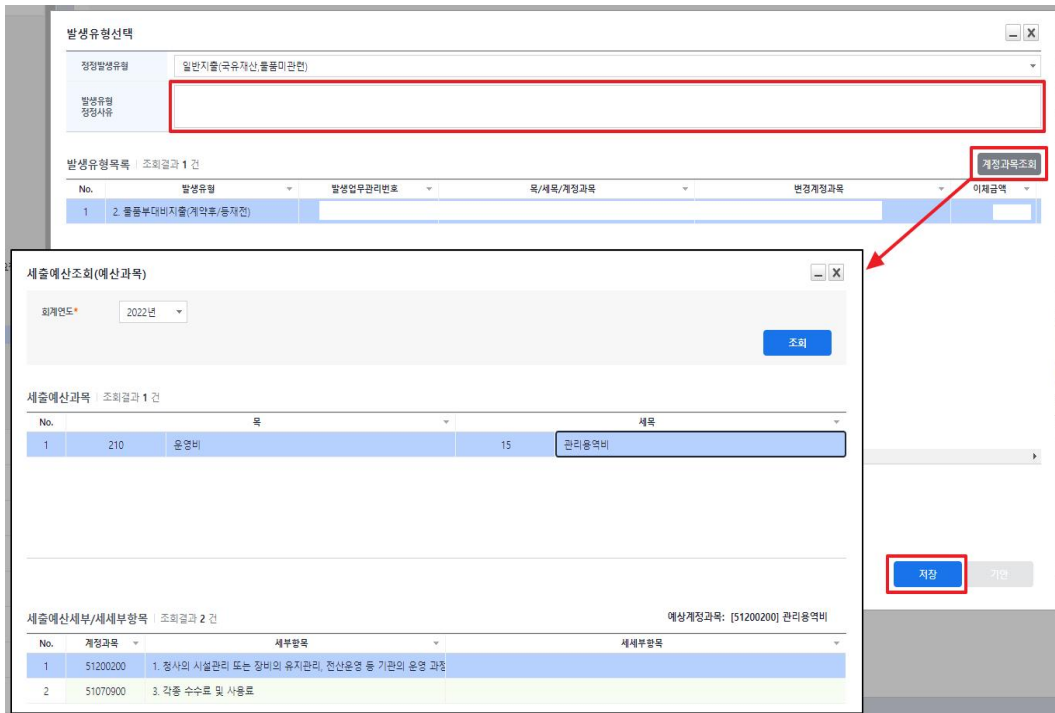 발생유형선택
정정발생유형 일반지출(국유재산,물품미관련)
발생유형
정정사유
발생유형목록 조회결과 1 건 계정과목조회
No. 발생유형 발생업무관리번호 목/세목/계정과목 변경계정과목 이체금액
1 2. 물품부대비지출(계약후/등재전)
세출예산조회(예산과목)
회계연도* 2022년
조회
세출예산과목 조회결과 1 건
No. 목 세목
1 210 운영비 15 관리용역비
저장 기안
세출예산세부/세세부항목 조회결과 2 건 예상계정과목: [51200200] 관리용역비
No. 계정과목 세부항목 세세부항목
1 51200200 1. 청사의 시설관리 또는 장비의 유지관리, 전산운영 등 기관의 운영 과정
2 51070900 3. 각종 수수료 및 사용료